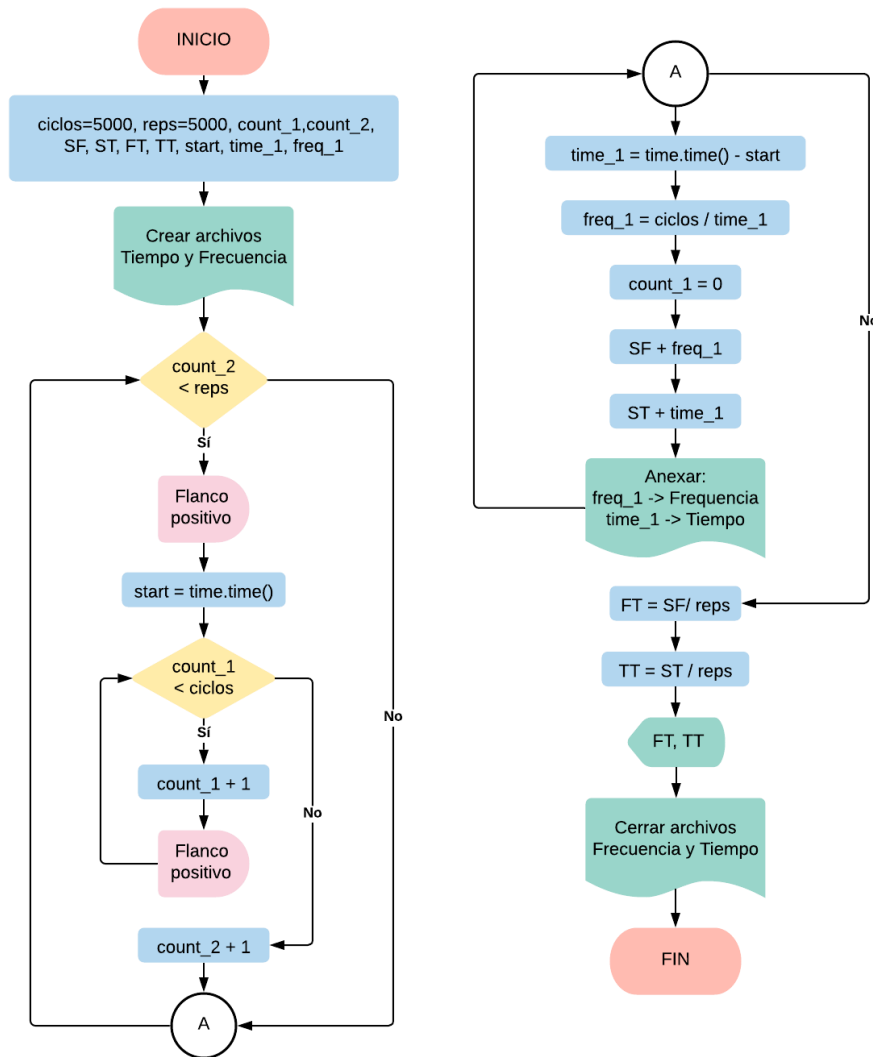 INICIO
ciclos=5000, reps=5000, count_1,count_2,
SF, ST, FT, TT, start, time_1, freq_1
Crear archivos
Tiempo y Frecuencia
count_2
< reps
Sí
Flanco
positivo
start = time.time()
count_1
< ciclos
Sí
count_1 + 1
Flanco
positivo
No
No
count_2 + 1
A
A
time_1 = time.time() - start
freq_1 = ciclos / time_1
count_1 = 0
SF + freq_1
ST + time_1
Anexar:
freq_1 -> Frequencia
time_1 -> Tiempo
No
FT = SF/ reps
TT = ST / reps
FT, TT
Cerrar archivos
Frecuencia y Tiempo
FIN